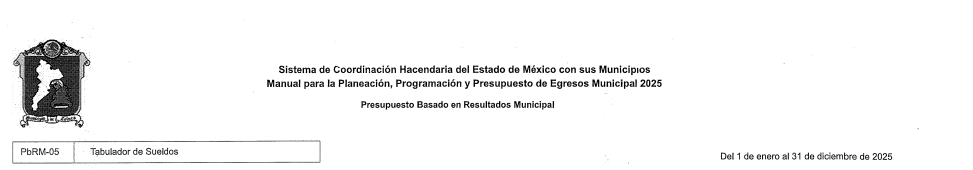 Sistema de Coordinación Hacendaria del Estado de México con sus Municipios
Manual para la Planeación, Programación y Presupuesto de Egresos Municipal 2025
Presupuesto Basado en Resultados Municipal
PbRM-05 Tabulador de Sueldos
Del 1 de enero al 31 de diciembre de 2025